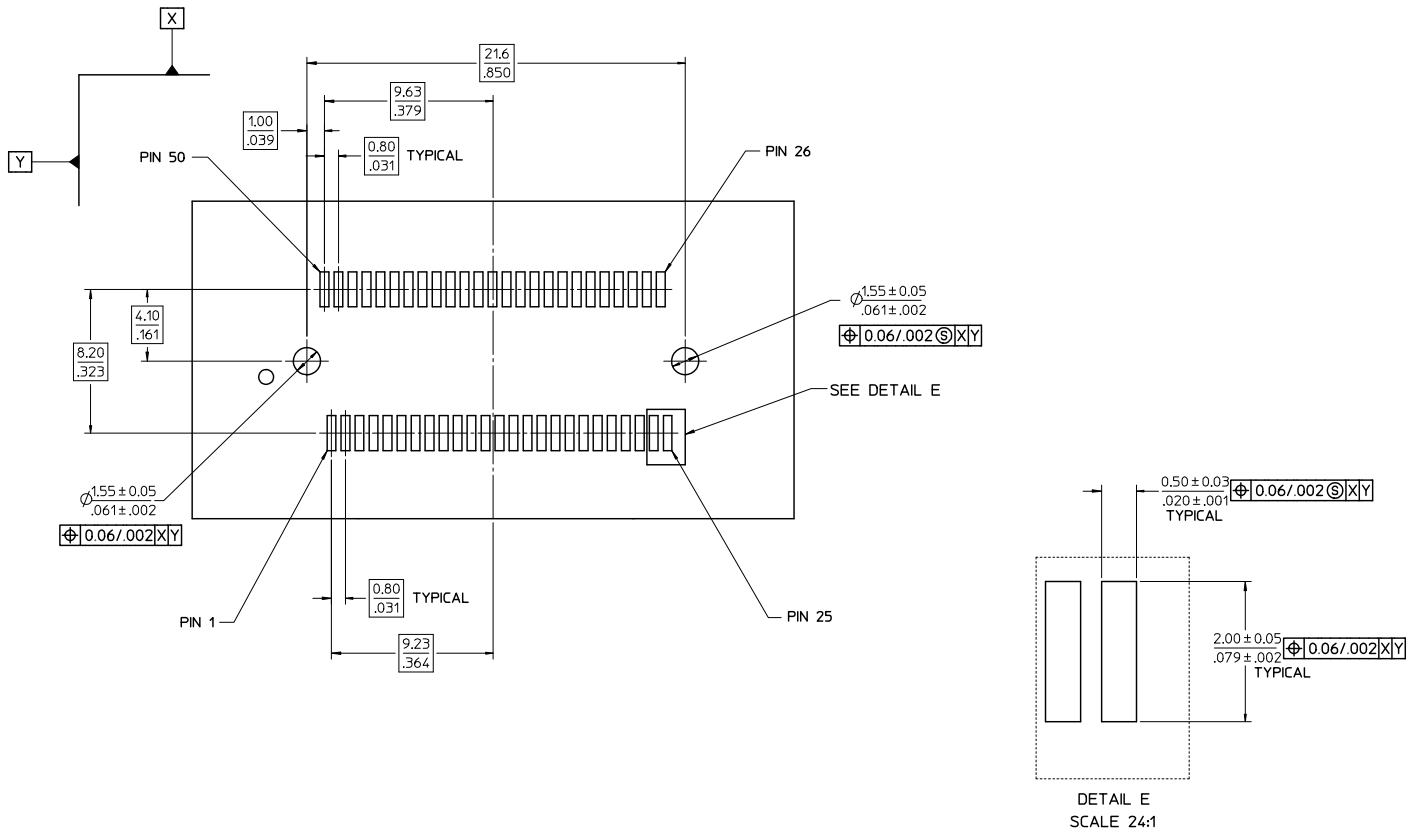 X
21.6
.850
9.63
.379
1.00
.039
0.80
.031
TYPICAL
Y
PIN 50
PIN 26
4.10
.161
8.20
.323
⌀1.55±0.05
.061±.002
⌖ 0.06/.002 Ⓢ X Y
SEE DETAIL E
⌀1.55±0.05
.061±.002
⌖ 0.06/.002 X Y
0.50±0.03
.020±.001
⌖ 0.06/.002 Ⓢ X Y
TYPICAL
0.80
.031
TYPICAL
PIN 1
PIN 25
9.23
.364
2.00±0.05
.079±.002
⌖ 0.06/.002 X Y
TYPICAL
DETAIL E
SCALE 24:1